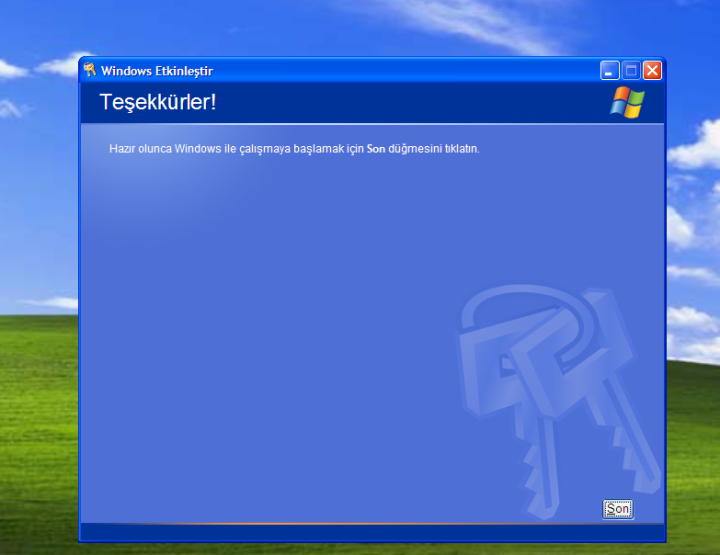 Windows Etkinleştir
Teşekkürler!
Hazır olunca Windows ile çalışmaya başlamak için Son düğmesini tıklatın.
Son